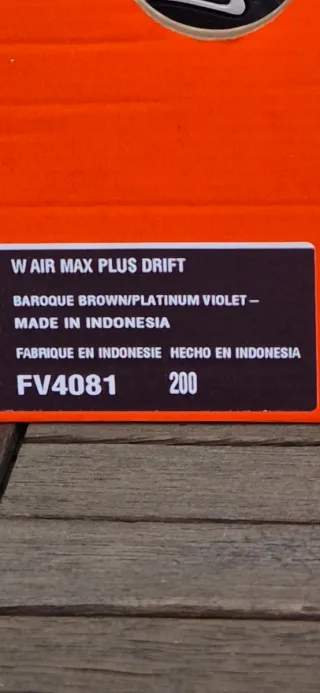 W AIR MAX PLUS DRIFT
BAROQUE BROWN/PLATINUM VIOLET–
MADE IN INDONESIA
FABRIQUE EN INDONESIE HECHO EN INDONESIA
FV4081 200